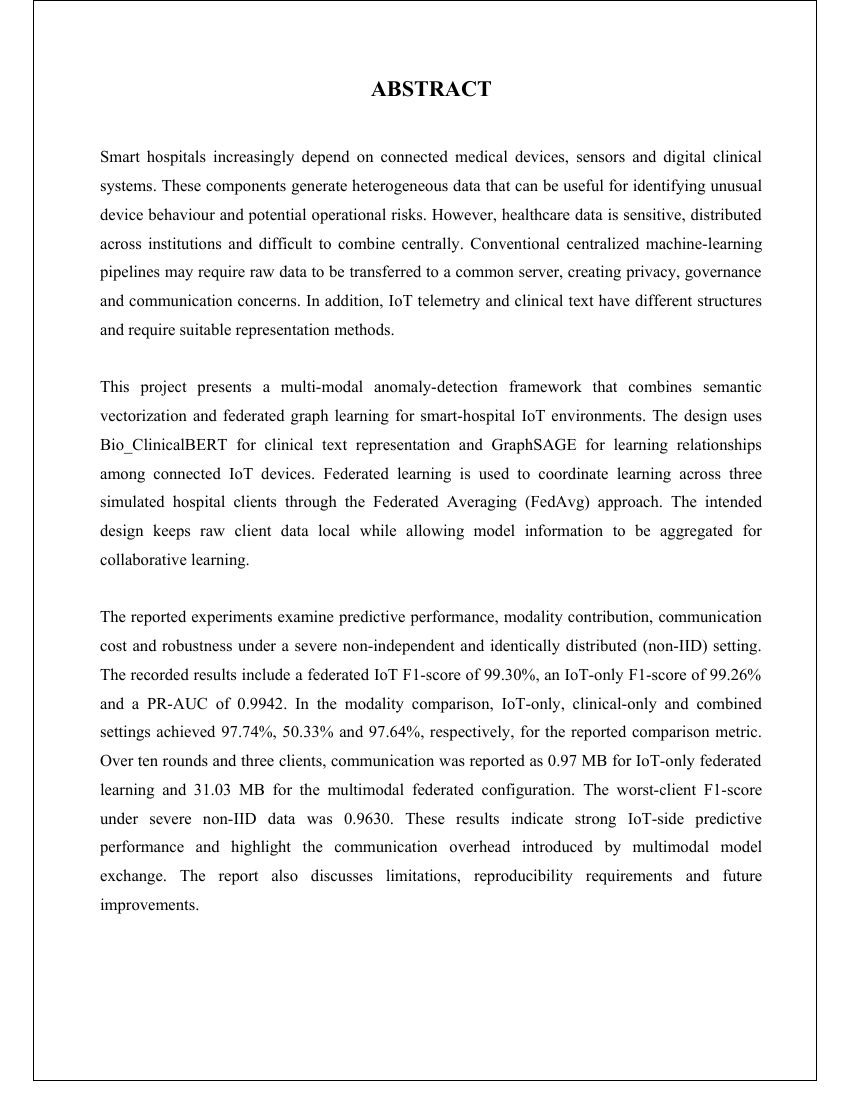 ABSTRACT
Smart hospitals increasingly depend on connected medical devices, sensors and digital clinical
systems. These components generate heterogeneous data that can be useful for identifying unusual
device behaviour and potential operational risks. However, healthcare data is sensitive, distributed
across institutions and difficult to combine centrally. Conventional centralized machine-learning
pipelines may require raw data to be transferred to a common server, creating privacy, governance
and communication concerns. In addition, IoT telemetry and clinical text have different structures
and require suitable representation methods.
This project presents a multi-modal anomaly-detection framework that combines semantic
vectorization and federated graph learning for smart-hospital IoT environments. The design uses
Bio_ClinicalBERT for clinical text representation and GraphSAGE for learning relationships
among connected IoT devices. Federated learning is used to coordinate learning across three
simulated hospital clients through the Federated Averaging (FedAvg) approach. The intended
design keeps raw client data local while allowing model information to be aggregated for
collaborative learning.
The reported experiments examine predictive performance, modality contribution, communication
cost and robustness under a severe non-independent and identically distributed (non-IID) setting.
The recorded results include a federated IoT F1-score of 99.30%, an IoT-only F1-score of 99.26%
and a PR-AUC of 0.9942. In the modality comparison, IoT-only, clinical-only and combined
settings achieved 97.74%, 50.33% and 97.64%, respectively, for the reported comparison metric.
Over ten rounds and three clients, communication was reported as 0.97 MB for IoT-only federated
learning and 31.03 MB for the multimodal federated configuration. The worst-client F1-score
under severe non-IID data was 0.9630. These results indicate strong IoT-side predictive
performance and highlight the communication overhead introduced by multimodal model
exchange. The report also discusses limitations, reproducibility requirements and future
improvements.